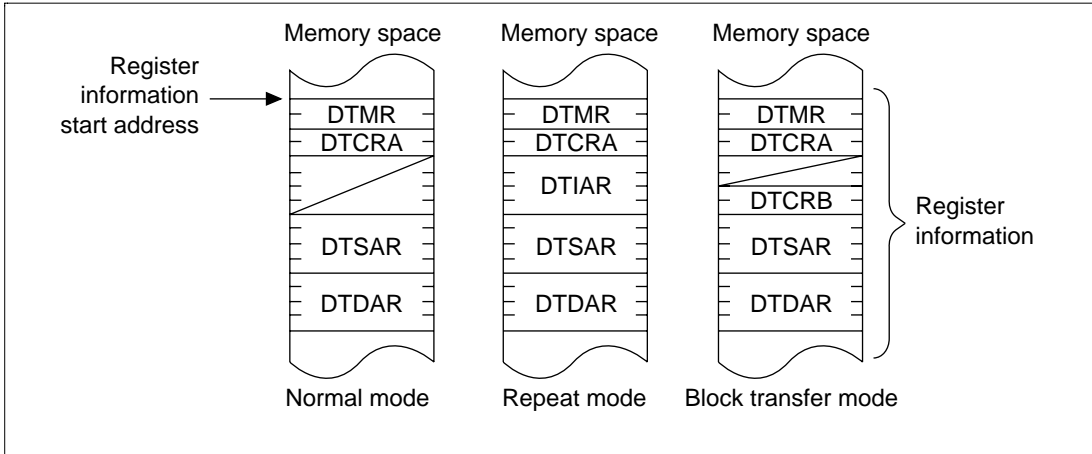 Memory space
Memory space
Memory space
Register
information
start address
DTMR
DTMR
DTMR
DTCRA
DTCRA
DTCRA
DTIAR
DTCRB
DTSAR
DTSAR
DTSAR
Register
information
DTDAR
DTDAR
DTDAR
Normal mode
Repeat mode
Block transfer mode